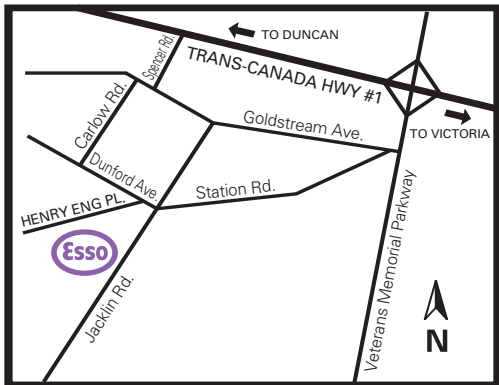 TO DUNCAN
Spencer Rd.
TRANS-CANADA HWY #1
Carlow Rd.
Goldstream Ave.
TO VICTORIA
Dunford Ave.
Station Rd.
HENRY ENG PL.
Esso
Jacklin Rd.
Veterans Memorial Parkway
N